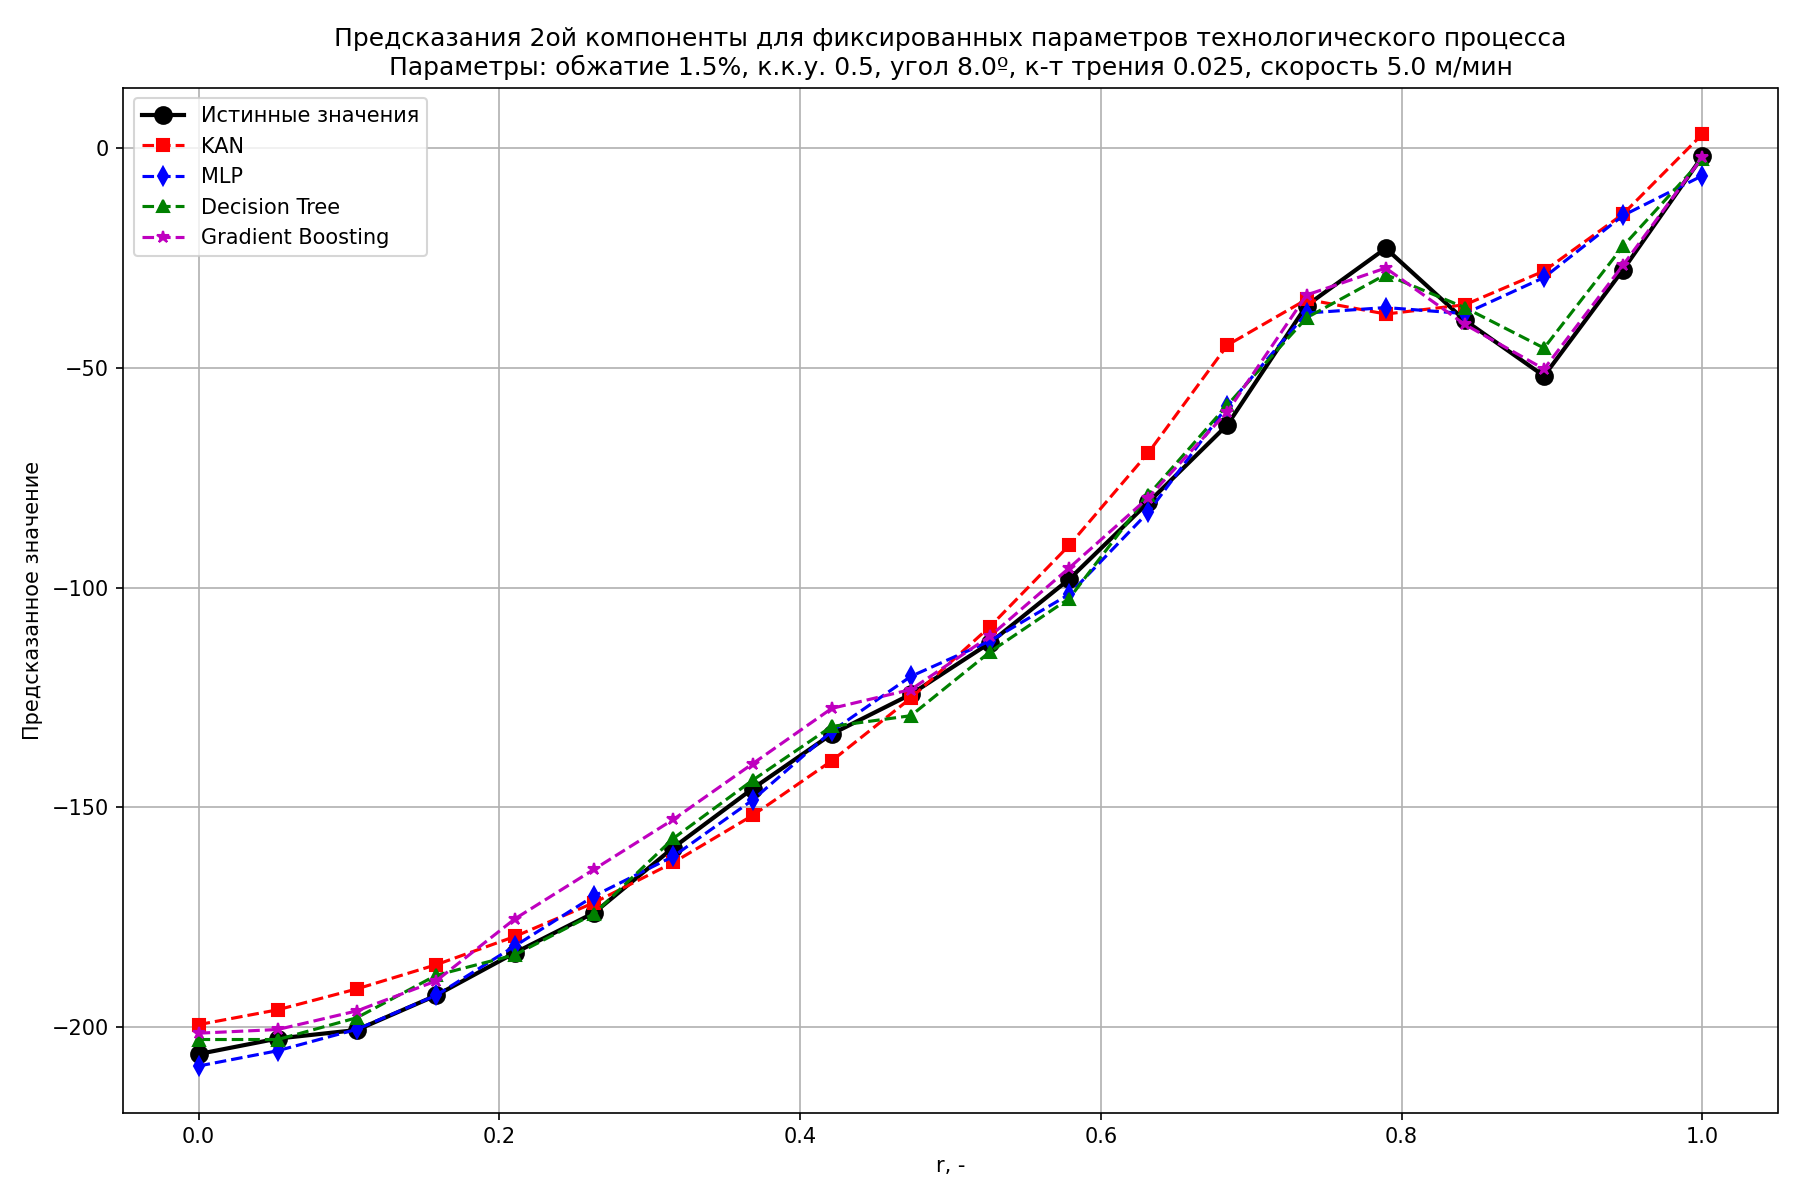 Предсказания 2ой компоненты для фиксированных параметров технологического процесса
Параметры: обжатие 1.5%, к.к.у. 0.5, угол 8.0º, к-т трения 0.025, скорость 5.0 м/мин
Истинные значения
KAN
MLP
Decision Tree
Gradient Boosting
Предсказанное значение
0
−50
−100
−150
−200
0.0
0.2
0.4
0.6
0.8
1.0
r, -